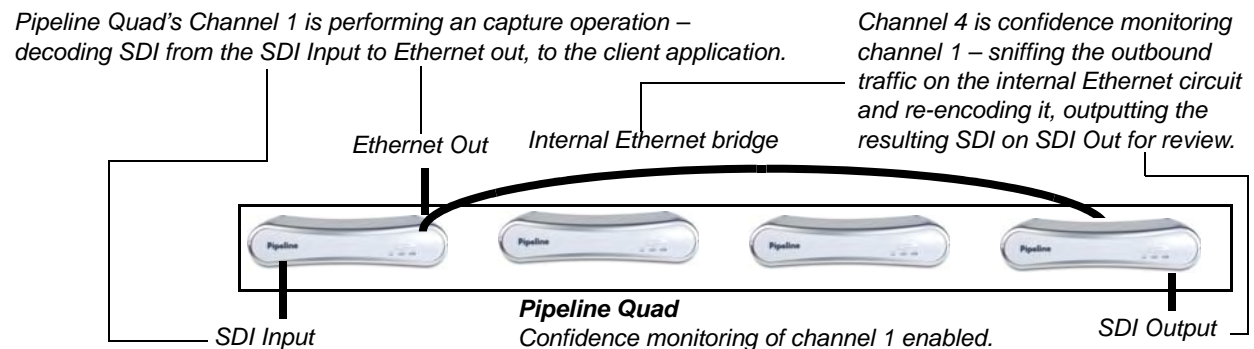 Pipeline Quad's Channel 1 is performing an capture operation –
decoding SDI from the SDI Input to Ethernet out, to the client application.
Channel 4 is confidence monitoring
channel 1 – sniffing the outbound
traffic on the internal Ethernet circuit
and re-encoding it, outputting the
resulting SDI on SDI Out for review.
Ethernet Out
Internal Ethernet bridge
Pipeline
Pipeline
Pipeline
Pipeline
SDI Input
Pipeline Quad
Confidence monitoring of channel 1 enabled.
SDI Output